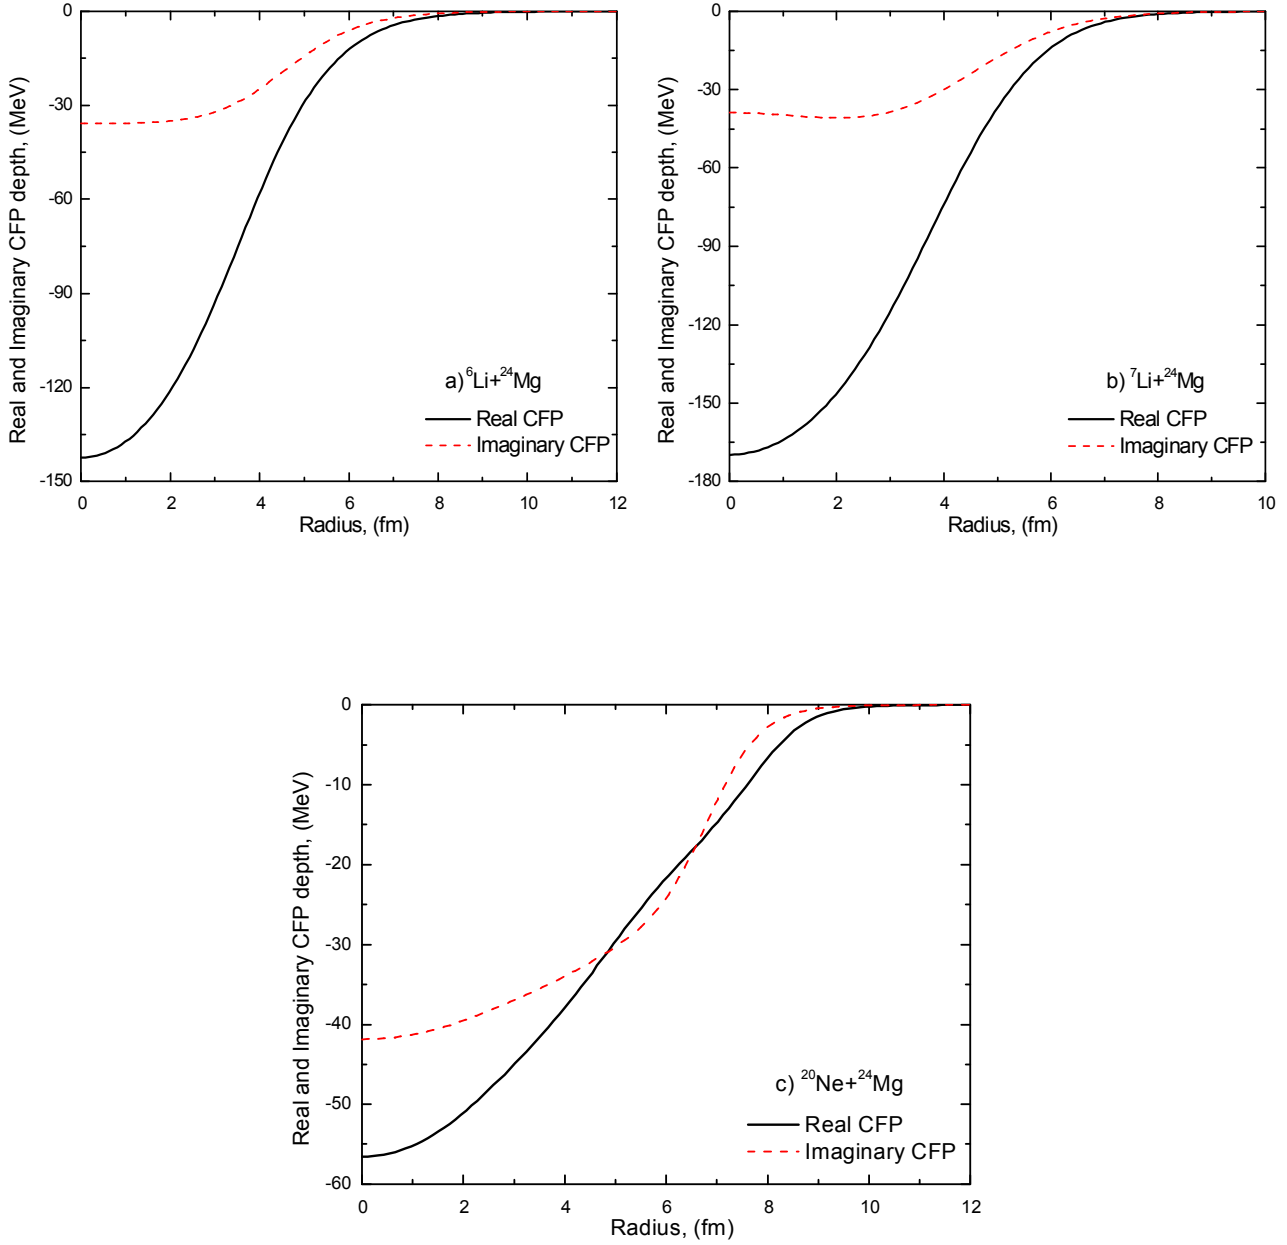 Real and Imaginary CFP depth, (MeV)
0
-30
-60
-90
-120
-150
a) ⁶Li+²⁴Mg
Real CFP
Imaginary CFP
0 2 4 6 8 10 12
Radius, (fm)
Real and Imaginary CFP depth, (MeV)
0
-30
-60
-90
-120
-150
-180
b) ⁷Li+²⁴Mg
Real CFP
Imaginary CFP
0 2 4 6 8 10
Radius, (fm)
Real and Imaginary CFP depth, (MeV)
0
-10
-20
-30
-40
-50
-60
c) ²⁰Ne+²⁴Mg
Real CFP
Imaginary CFP
0 2 4 6 8 10 12
Radius, (fm)